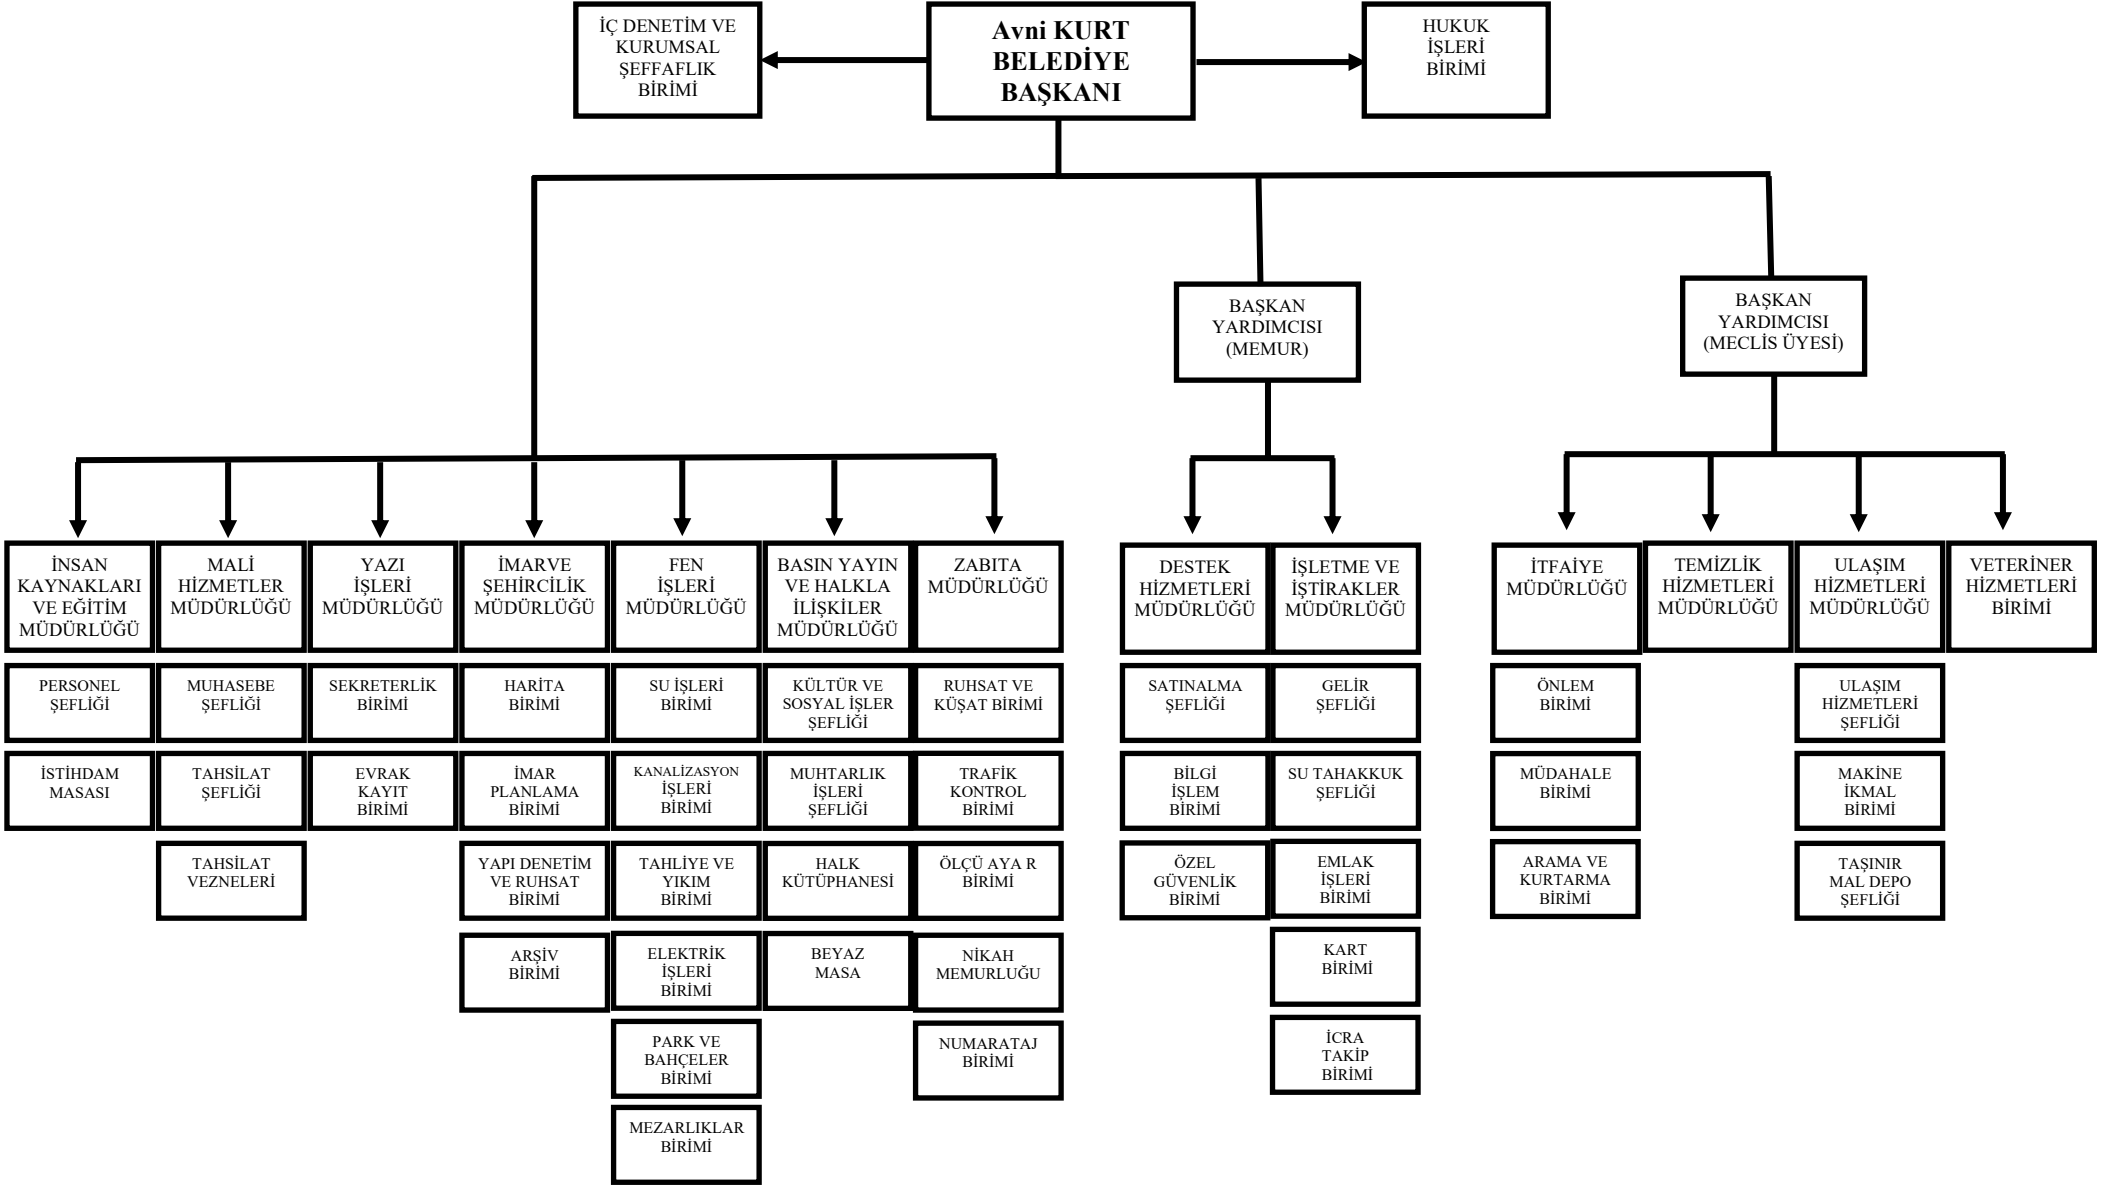 İÇ DENETİM VE
KURUMSAL
ŞEFFAFLIK
BİRİMİ
Avni KURT
BELEDİYE
BAŞKANI
HUKUK
İŞLERİ
BİRİMİ
BAŞKAN
YARDIMCISI
(MEMUR)
BAŞKAN
YARDIMCISI
(MECLİS ÜYESİ)
İNSAN
KAYNAKLARI
VE EĞİTİM
MÜDÜRLÜĞÜ
MALİ
HİZMETLER
MÜDÜRLÜĞÜ
YAZI
İŞLERİ
MÜDÜRLÜĞÜ
İMARVE
ŞEHİRCİLİK
MÜDÜRLÜĞÜ
FEN
İŞLERİ
MÜDÜRLÜĞÜ
BASIN YAYIN
VE HALKLA
İLİŞKİLER
MÜDÜRLÜĞÜ
ZABITA
MÜDÜRLÜĞÜ
DESTEK
HİZMETLERİ
MÜDÜRLÜĞÜ
İŞLETME VE
İŞTİRAKLER
MÜDÜRLÜĞÜ
İTFAİYE
MÜDÜRLÜĞÜ
TEMİZLİK
HİZMETLERİ
MÜDÜRLÜĞÜ
ULAŞIM
HİZMETLERİ
MÜDÜRLÜĞÜ
VETERİNER
HİZMETLERİ
BİRİMİ
PERSONEL
ŞEFLİĞİ
MUHASEBE
ŞEFLİĞİ
SEKRETERLİK
BİRİMİ
HARİTA
BİRİMİ
SU İŞLERİ
BİRİMİ
KÜLTÜR VE
SOSYAL İŞLER
ŞEFLİĞİ
RUHSAT VE
KÜŞAT BİRİMİ
SATINALMA
ŞEFLİĞİ
GELİR
ŞEFLİĞİ
ÖNLEM
BİRİMİ
ULAŞIM
HİZMETLERİ
ŞEFLİĞİ
İSTİHDAM
MASASI
TAHSİLAT
ŞEFLİĞİ
EVRAK
KAYIT
BİRİMİ
İMAR
PLANLAMA
BİRİMİ
KANALİZASYON
İŞLERİ
BİRİMİ
MUHTARLIK
İŞLERİ
ŞEFLİĞİ
TRAFİK
KONTROL
BİRİMİ
BİLGİ
İŞLEM
BİRİMİ
SU TAHAKKUK
ŞEFLİĞİ
MÜDAHALE
BİRİMİ
MAKİNE
İKMAL
BİRİMİ
TAHSİLAT
VEZNELERİ
YAPI DENETİM
VE RUHSAT
BİRİMİ
TAHLİYE VE
YIKIM
BİRİMİ
HALK
KÜTÜPHANESİ
ÖLÇÜ AYA R
BİRİMİ
ÖZEL
GÜVENLİK
BİRİMİ
EMLAK
İŞLERİ
BİRİMİ
ARAMA VE
KURTARMA
BİRİMİ
TAŞINIR
MAL DEPO
ŞEFLİĞİ
ARŞİV
BİRİMİ
ELEKTRİK
İŞLERİ
BİRİMİ
BEYAZ
MASA
NİKAH
MEMURLUĞU
KART
BİRİMİ
PARK VE
BAHÇELER
BİRİMİ
NUMARATAJ
BİRİMİ
İCRA
TAKİP
BİRİMİ
MEZARLIKLAR
BİRİMİ